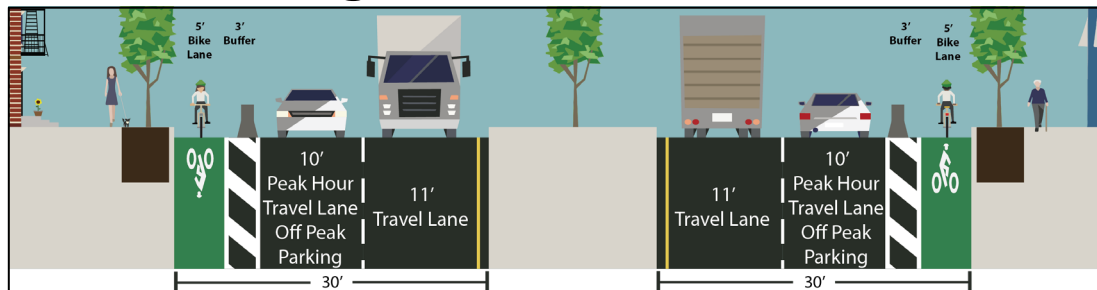 5'
Bike
Lane
3'
Buffer
10'
Peak Hour
Travel Lane
Off Peak
Parking
11'
Travel Lane
30'
3'
Buffer
5'
Bike
Lane
11'
Travel Lane
10'
Peak Hour
Travel Lane
Off Peak
Parking
30'